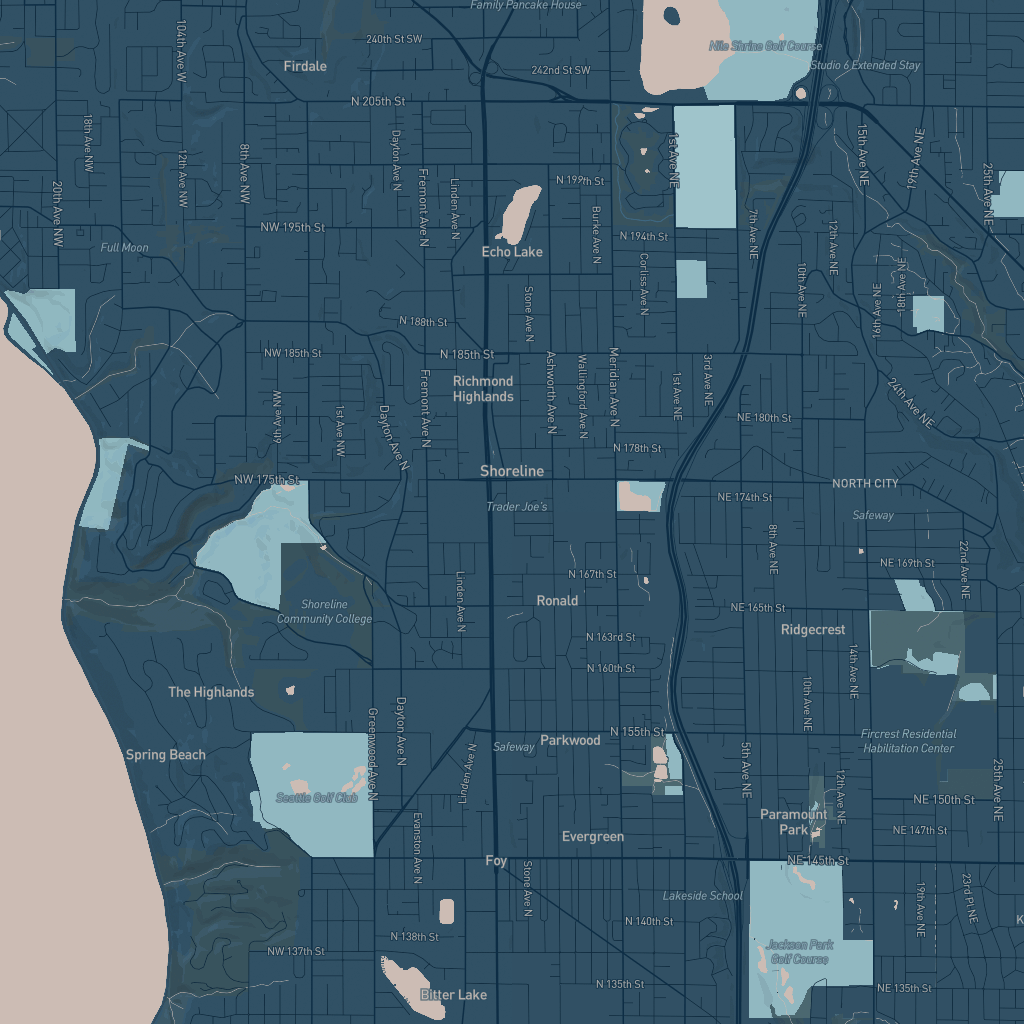 Family Pancake House
104th Ave W
240th St SW
Nile Shrine Golf Course
Firdale
242nd St SW
Studio 6 Extended Stay
N 205th St
18th Ave NW
12th Ave NW
8th Ave NW
Dayton Ave N
1st Ave NE
15th Ave NE
19th Ave NE
20th Ave NW
Fremont Ave N
Linden Ave N
N 199th St
25th Ave NE
NW 195th St
Burke Ave N
N 194th St
7th Ave NE
12th Ave NE
Full Moon
Echo Lake
Corliss Ave N
10th Ave NE
18th Ave NE
16th Ave NE
Stone Ave N
N 188th St
NW 185th St
N 185th St
Ashworth Ave N
Wallingford Ave N
Meridian Ave N
3rd Ave NE
1st Ave NE
Richmond
Highlands
Fremont Ave N
24th Ave NE
6th Ave NW
1st Ave NW
Dayton Ave N
NE 180th St
N 178th St
Shoreline
NW 175th St
NORTH CITY
Trader Joe's
NE 174th St
Safeway
8th Ave NE
22nd Ave NE
NE 169th St
N 167th St
Linden Ave N
Ronald
Shoreline
Community College
NE 165th St
Ridgecrest
N 163rd St
14th Ave NE
N 160th St
The Highlands
10th Ave NE
Greenwood Ave N
Dayton Ave N
N 155th St
Fircrest Residential
Habilitation Center
Parkwood
Safeway
Spring Beach
Linden Ave N
5th Ave NE
12th Ave NE
25th Ave NE
Seattle Golf Club
NE 150th St
Paramount
Park
Evanston Ave N
Evergreen
NE 147th St
Foy
NE 145th St
Stone Ave N
Lakeside School
19th Ave NE
23rd Pl NE
N 140th St
K
N 138th St
NW 137th St
Jackson Park
Golf Course
N 135th St
NE 135th St
Bitter Lake